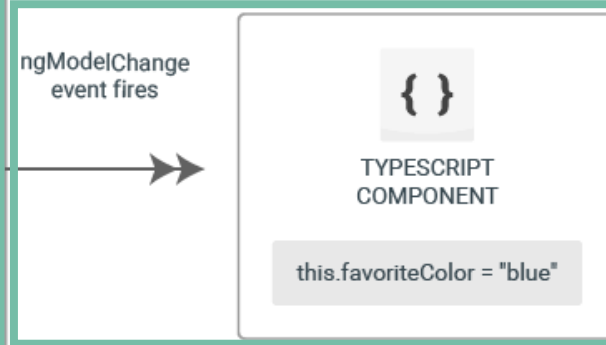 ngModelChange
event fires
{ }
TYPESCRIPT
COMPONENT
this.favoriteColor = "blue"